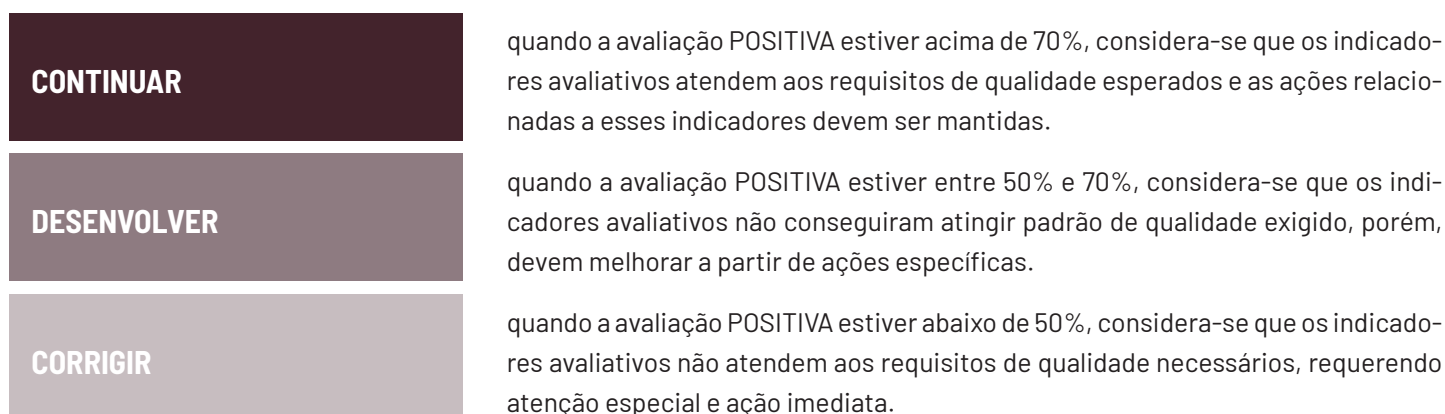 CONTINUAR
quando a avaliação POSITIVA estiver acima de 70%, considera-se que os indicado-
res avaliativos atendem aos requisitos de qualidade esperados e as ações relacio-
nadas a esses indicadores devem ser mantidas.
DESENVOLVER
quando a avaliação POSITIVA estiver entre 50% e 70%, considera-se que os indi-
cadores avaliativos não conseguiram atingir padrão de qualidade exigido, porém,
devem melhorar a partir de ações específicas.
CORRIGIR
quando a avaliação POSITIVA estiver abaixo de 50%, considera-se que os indicado-
res avaliativos não atendem aos requisitos de qualidade necessários, requerendo
atenção especial e ação imediata.